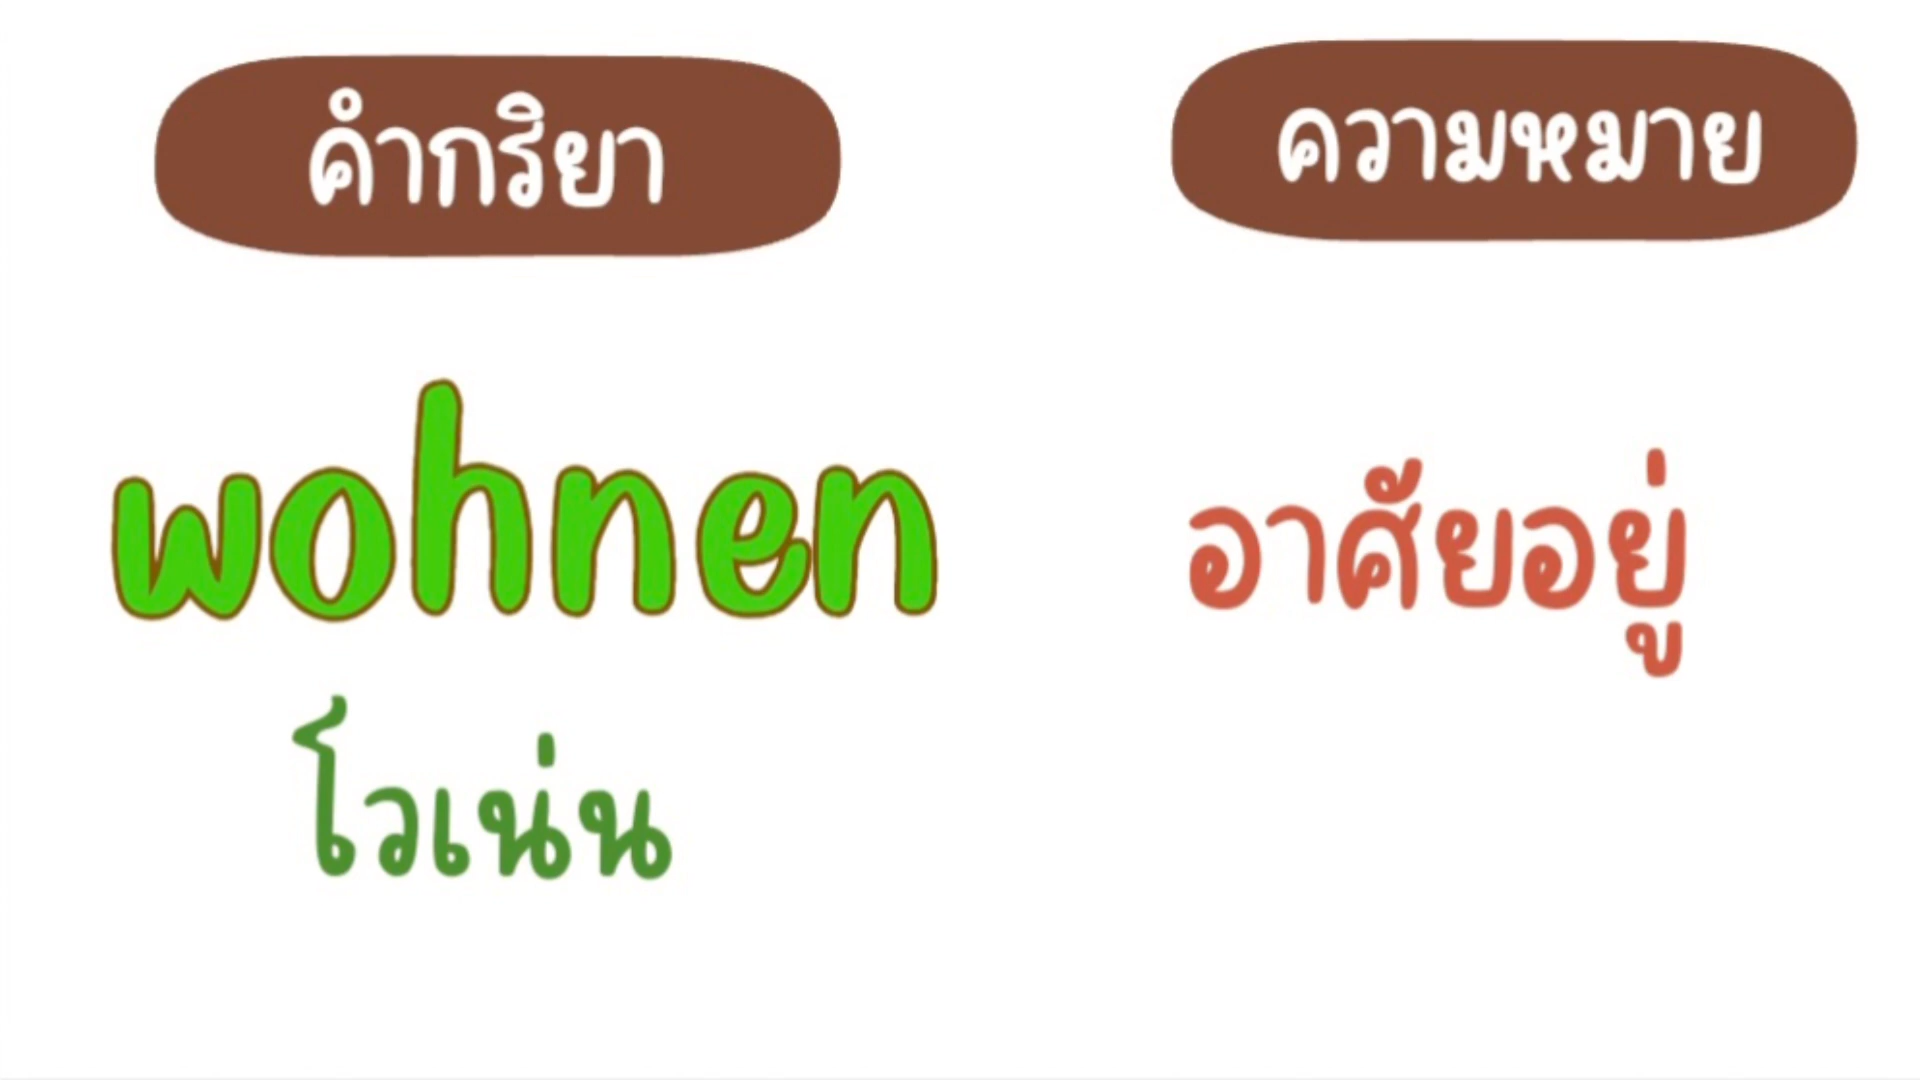 คำกริยา
ความหมาย
wohnen
อาศัยอยู่
โวเน่น